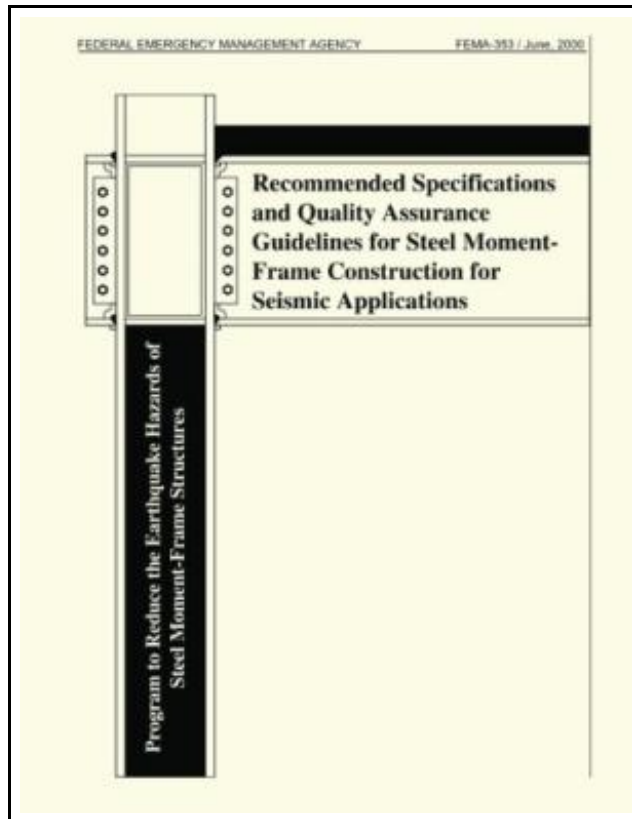 FEDERAL EMERGENCY MANAGEMENT AGENCY FEMA-353 / June, 2000
Recommended Specifications
and Quality Assurance
Guidelines for Steel Moment-
Frame Construction for
Seismic Applications
Program to Reduce the Earthquake Hazards of
Steel Moment-Frame Structures